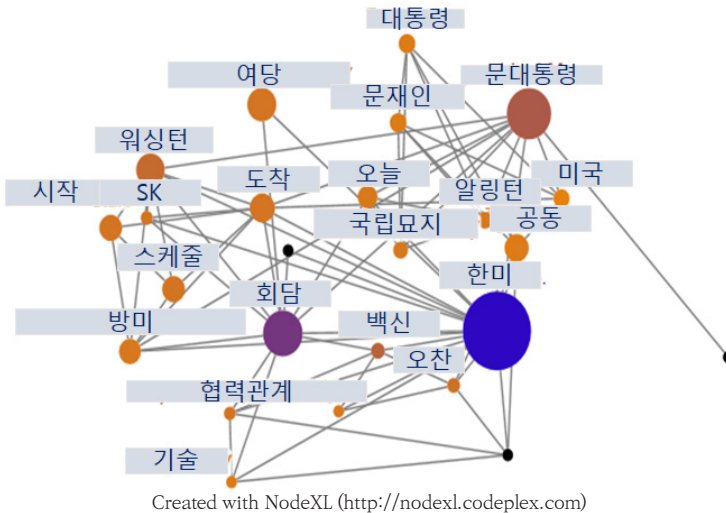 대통령
여당
문대통령
문재인
워싱턴
미국
도착
오늘
시작
SK
알링턴
국립묘지
공동
스케줄
한미
회담
방미
백신
오찬
협력관계
기술
Created with NodeXL (http://nodexl.codeplex.com)